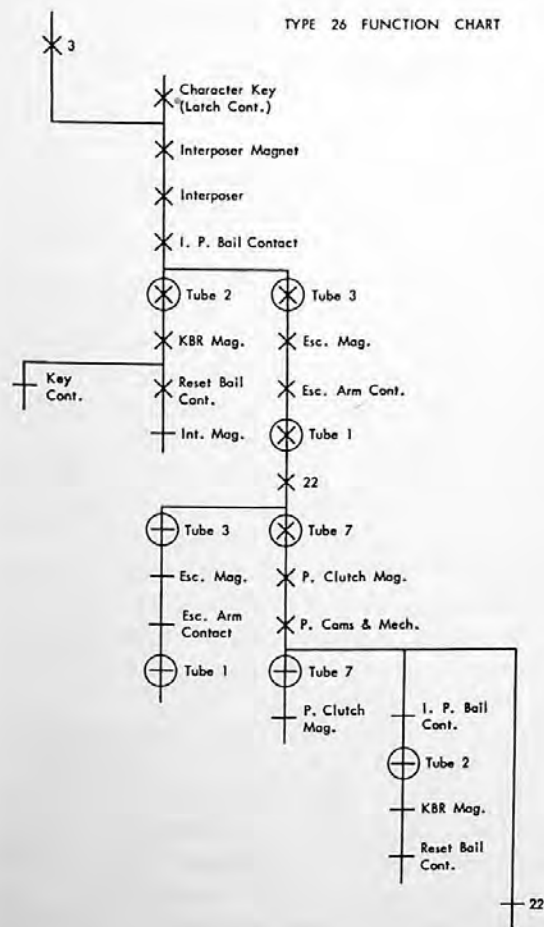 TYPE 26 FUNCTION CHART
3
Character Key
(Latch Cont.)
Interposer Magnet
Interposer
I. P. Bail Contact
Tube 2
Tube 3
KBR Mag.
Esc. Mag.
Key
Cont.
Reset Bail
Cont.
Esc. Arm Cont.
Int. Mag.
Tube 1
22
Tube 3
Tube 7
Esc. Mag.
P. Clutch Mag.
Esc. Arm
Contact
P. Cams & Mech.
Tube 1
Tube 7
P. Clutch
Mag.
I. P. Bail
Cont.
Tube 2
KBR Mag.
Reset Bail
Cont.
22